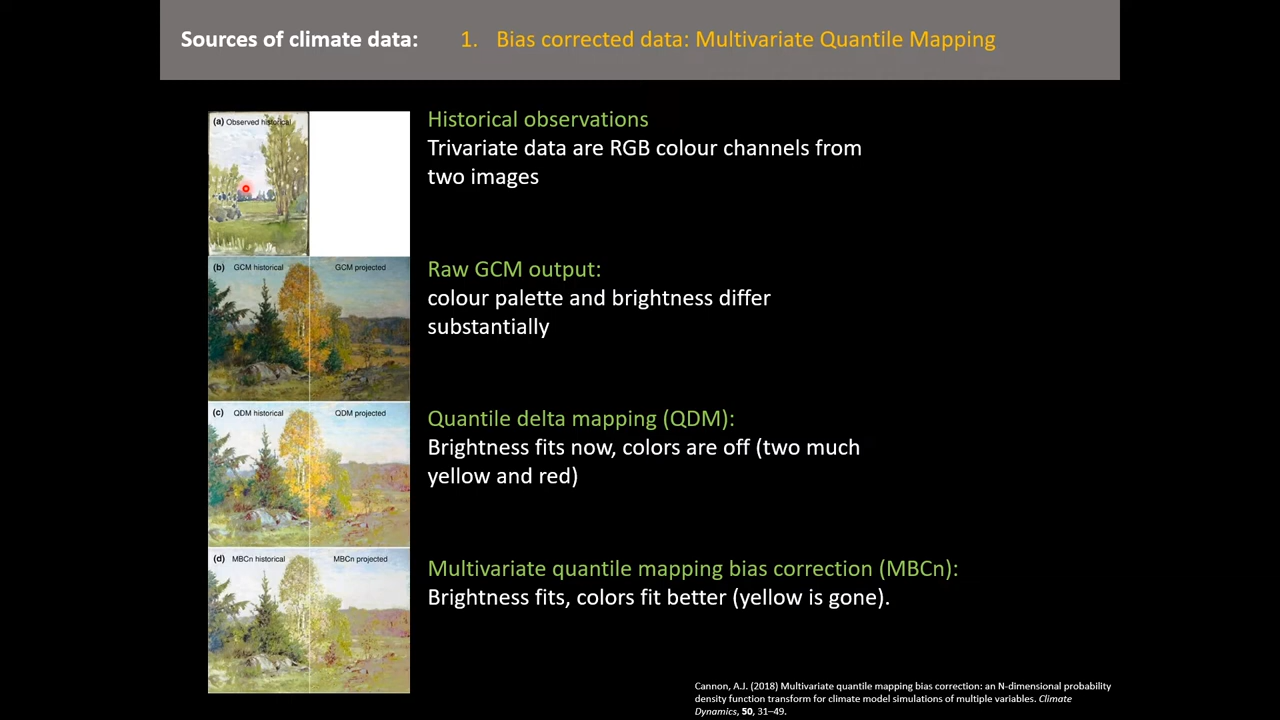 Sources of climate data: 1. Bias corrected data: Multivariate Quantile Mapping
(a) Observed historical
Historical observations
Trivariate data are RGB colour channels from
two images
(b) GCM historical GCM projected
Raw GCM output:
colour palette and brightness differ
substantially
(c) QDM historical QDM projected
Quantile delta mapping (QDM):
Brightness fits now, colors are off (two much
yellow and red)
(d) MBCn historical MBCn projected
Multivariate quantile mapping bias correction (MBCn):
Brightness fits, colors fit better (yellow is gone).
Cannon, A.J. (2018) Multivariate quantile mapping bias correction: an N-dimensional probability
density function transform for climate model simulations of multiple variables. Climate
Dynamics, 50, 31–49.